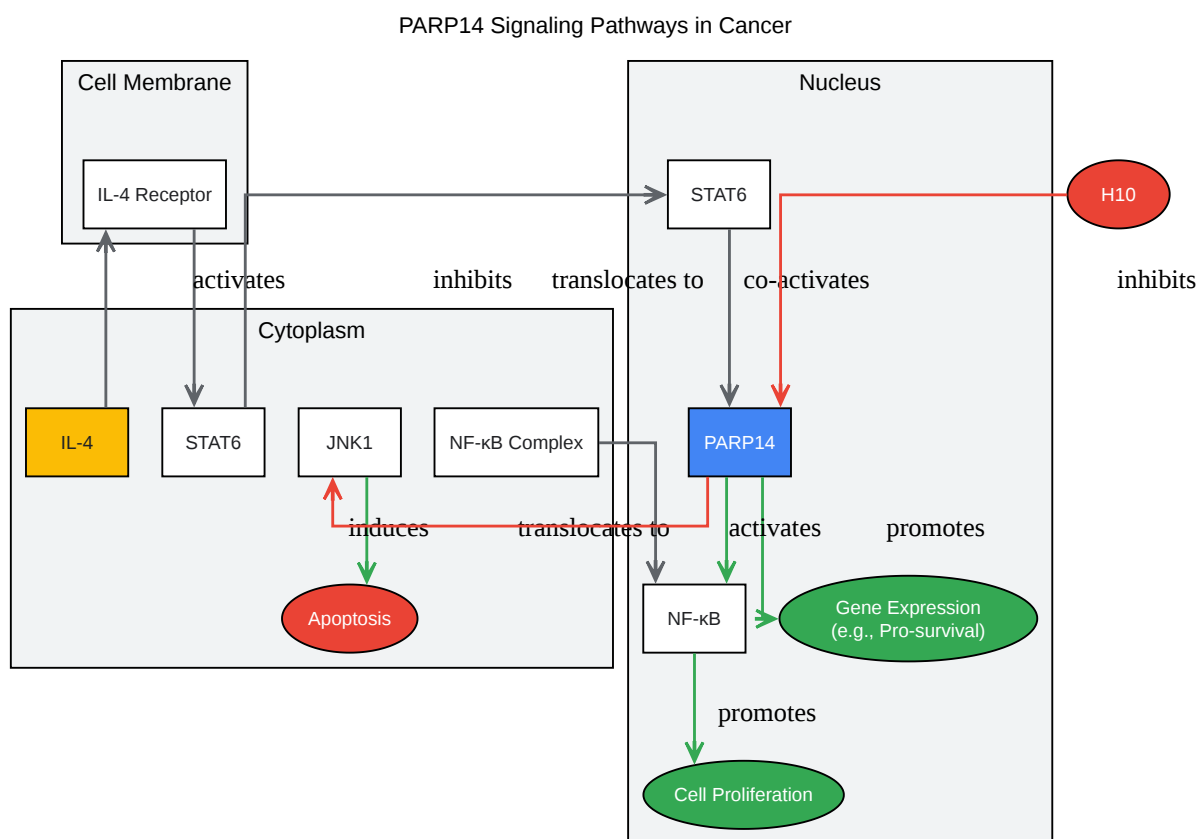 PARP14 Signaling Pathways in Cancer
Cell Membrane
Nucleus
IL-4 Receptor
STAT6
H10
activates
inhibits
translocates to
co-activates
inhibits
Cytoplasm
IL-4
STAT6
JNK1
NF-κB Complex
PARP14
induces
translocates to
activates
promotes
Apoptosis
NF-κB
Gene Expression
(e.g., Pro-survival)
promotes
Cell Proliferation